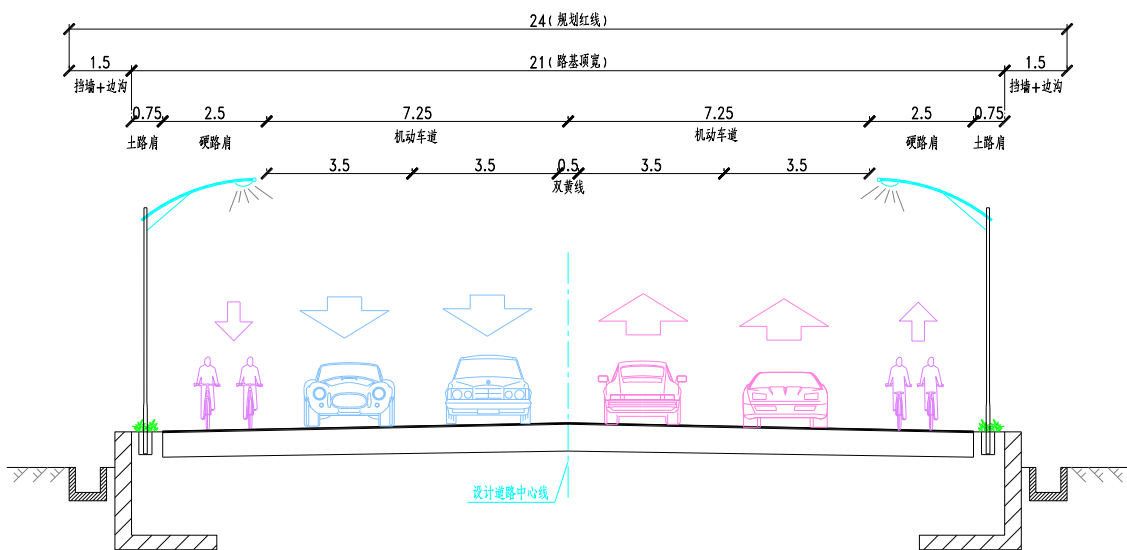 24(规划红线)
1.5
21(路基顶宽)
1.5
挡墙+边沟
挡墙+边沟
0.75
2.5
7.25
7.25
2.5
0.75
土路肩
硬路肩
机动车道
机动车道
硬路肩
土路肩
3.5
3.5
0.5
3.5
3.5
双黄线
设计道路中心线